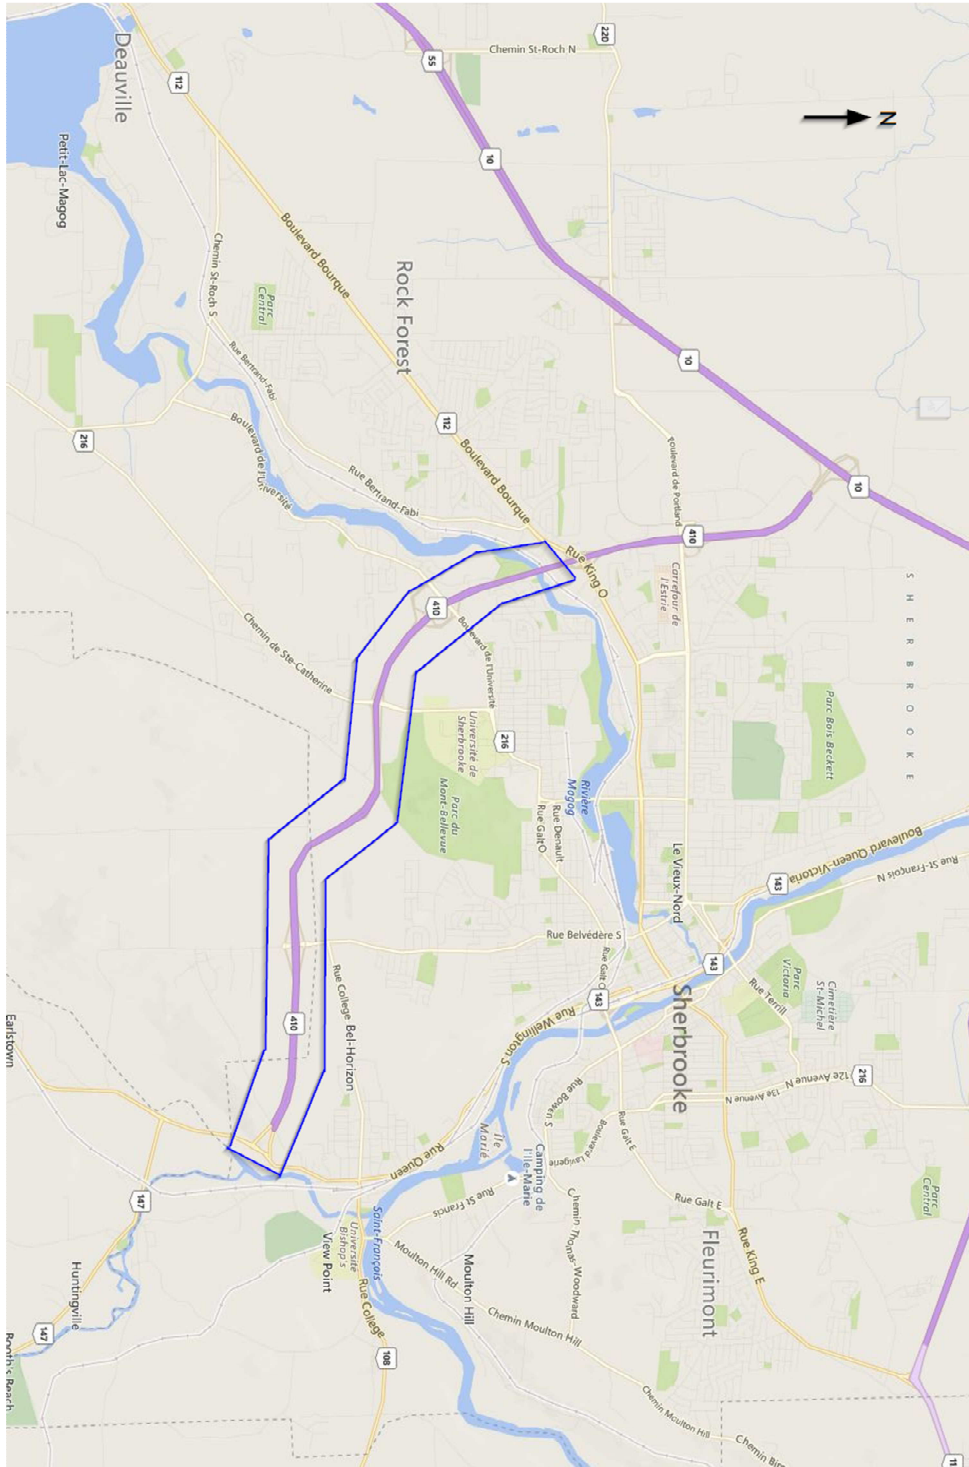 Deauville
Petit-Lac-Magog
112
55
Chemin St-Roch N
220
N
10
Chemin St-Roch S
Boulevard Bourque
Parc
Central
Rock Forest
Rue Bertrand-Fabi
10
216
Boulevard de l'Université
112
Boulevard Bourque
Rue Bertrand-Fabi
Boulevard de Portland
10
410
Rue King O
Carrefour de
l'Estrie
SHERBROOKE
410
Boulevard de l'Université
Chemin de Ste-Catherine
Université de
Sherbrooke
216
Parc Bois Beckett
Parc du
Mont-Bellevue
Rivière
Magog
Rue Denault
Rue Galt O
Le Vieux-Nord
Boulevard Queen-Victoria
Rue St-François N
143
Rue Belvédère S
Rue Galt O
143
143
Rue Terrill
Parc
Victoria
Cimetière
St-Michel
Sherbrooke
Rue College
Bel-Horizon
410
Earlstown
Rue Wellington S
Rue Bowen S
12e Avenue N
13e Avenue N
216
Rue Galt E
Boulevard Lavigerie
Île
Marié
Camping de
l'Île-Marie
Rue Queen
Rue St Francis
147
Chemin Thomas-Woodward
Rue Galt E
Parc
Central
Fleurimont
Rue King E
Saint-François
Université
Bishop's
View Point
Moulton Hill Rd
Moulton Hill
Chemin Moulton Hill
Huntingville
147
Rue College
108
Chemin Moulton Hill